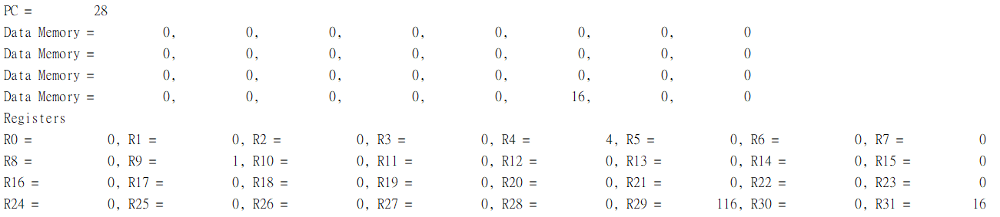 PC =         28
Data Memory =          0,          0,          0,          0,          0,          0,          0,          0
Data Memory =          0,          0,          0,          0,          0,          0,          0,          0
Data Memory =          0,          0,          0,          0,          0,          0,          0,          0
Data Memory =          0,          0,          0,          0,          0,         16,          0,          0
Registers
R0 =          0, R1 =          0, R2 =          0, R3 =          0, R4 =          4, R5 =          0, R6 =          0, R7 =          0
R8 =          0, R9 =          1, R10 =         0, R11 =         0, R12 =         0, R13 =         0, R14 =         0, R15 =         0
R16 =         0, R17 =         0, R18 =         0, R19 =         0, R20 =         0, R21 =         0, R22 =         0, R23 =         0
R24 =         0, R25 =         0, R26 =         0, R27 =         0, R28 =         0, R29 =       116, R30 =         0, R31 =        16